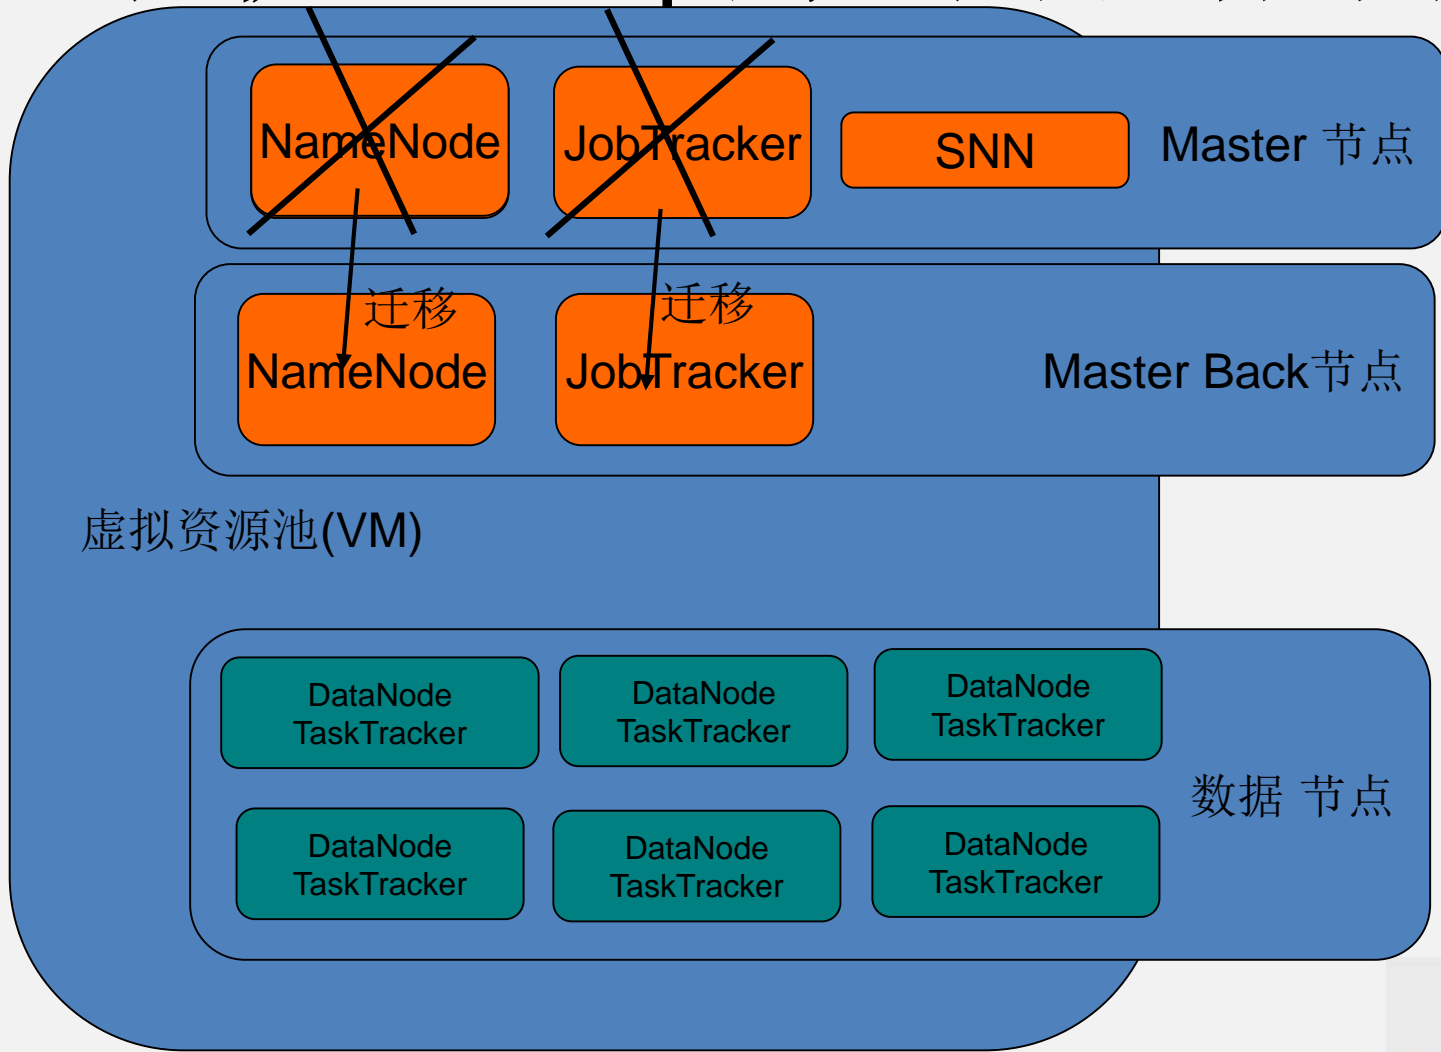 NameNode
JobTracker
SNN
Master 节点
迁移
迁移
NameNode
JobTracker
Master Back节点
虚拟资源池(VM)
DataNode
TaskTracker
DataNode
TaskTracker
DataNode
TaskTracker
数据 节点
DataNode
TaskTracker
DataNode
TaskTracker
DataNode
TaskTracker